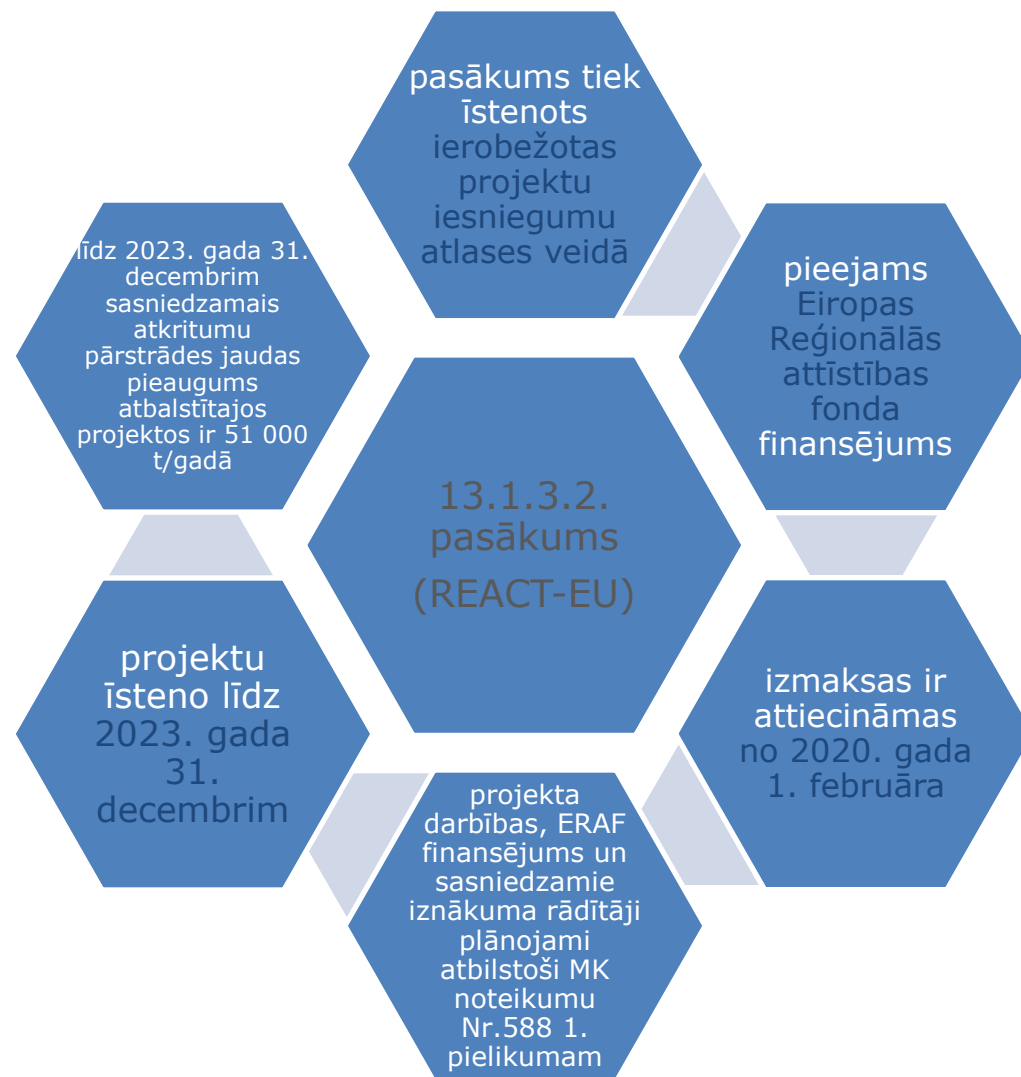 pasākums tiek
īstenots
ierobežotas
projektu
iesniegumu
atlases veidā
pieejams
Eiropas
Reģionālās
attīstības
fonda
finansējums
izmaksas ir
attiecināmas
no 2020. gada
1. februāra
projekta
darbības, ERAF
finansējums un
sasniedzamie
iznākuma rādītāji
plānojami
atbilstoši MK
noteikumu
Nr.588 1.
pielikumam
projektu
īsteno līdz
2023. gada
31.
decembrim
līdz 2023. gada 31.
decembrim
sasniedzamais
atkritumu
pārstrādes jaudas
pieaugums
atbalstītajos
projektos ir 51 000
t/gadā
13.1.3.2.
pasākums
(REACT-EU)